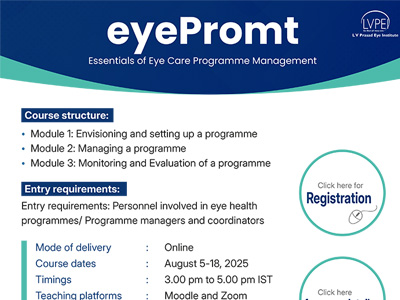 eyePromt
Essentials of Eye Care Programme Management
LVPEI
L V Prasad Eye Institute
Course structure:
• Module 1: Envisioning and setting up a programme
• Module 2: Managing a programme
• Module 3: Monitoring and Evaluation of a programme
Entry requirements:
Entry requirements: Personnel involved in eye health
programmes/ Programme managers and coordinators
Click here for
Registration
Mode of delivery : Online
Course dates : August 5-18, 2025
Timings : 3.00 pm to 5.00 pm IST
Teaching platforms : Moodle and Zoom
Click here